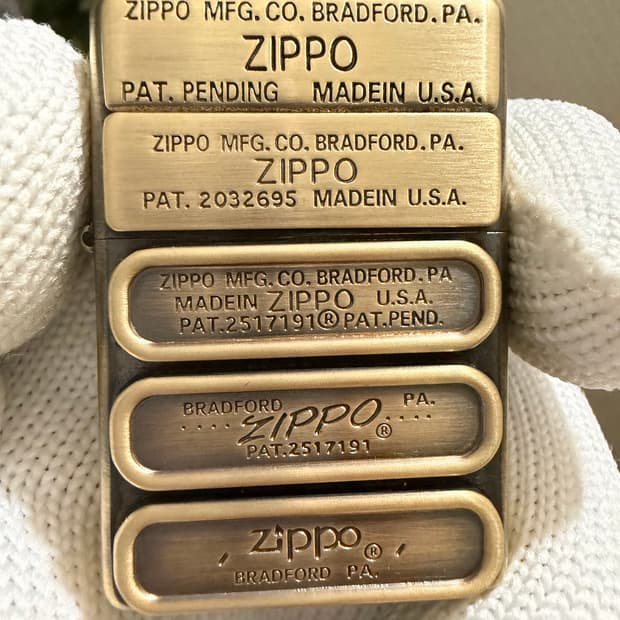 ZIPPO MFG. CO. BRADFORD. PA.
ZIPPO
PAT. PENDING MADEIN U.S.A.
ZIPPO MFG. CO. BRADFORD. PA.
ZIPPO
PAT. 2032695 MADEIN U.S.A.
ZIPPO MFG. CO. BRADFORD. PA
MADEIN ZIPPO U.S.A.
PAT.2517191® PAT.PEND.
BRADFORD PA.
.... ZIPPO® ....
PAT.2517191
/ zippo® /
BRADFORD PA.